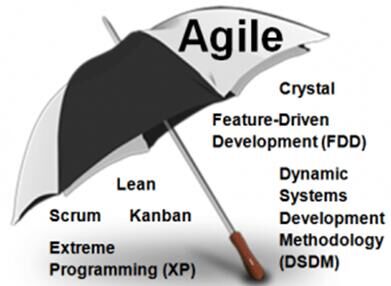 Agile
Crystal
Feature-Driven
Development (FDD)
Lean
Scrum
Kanban
Extreme
Programming (XP)
Dynamic
Systems
Development
Methodology
(DSDM)